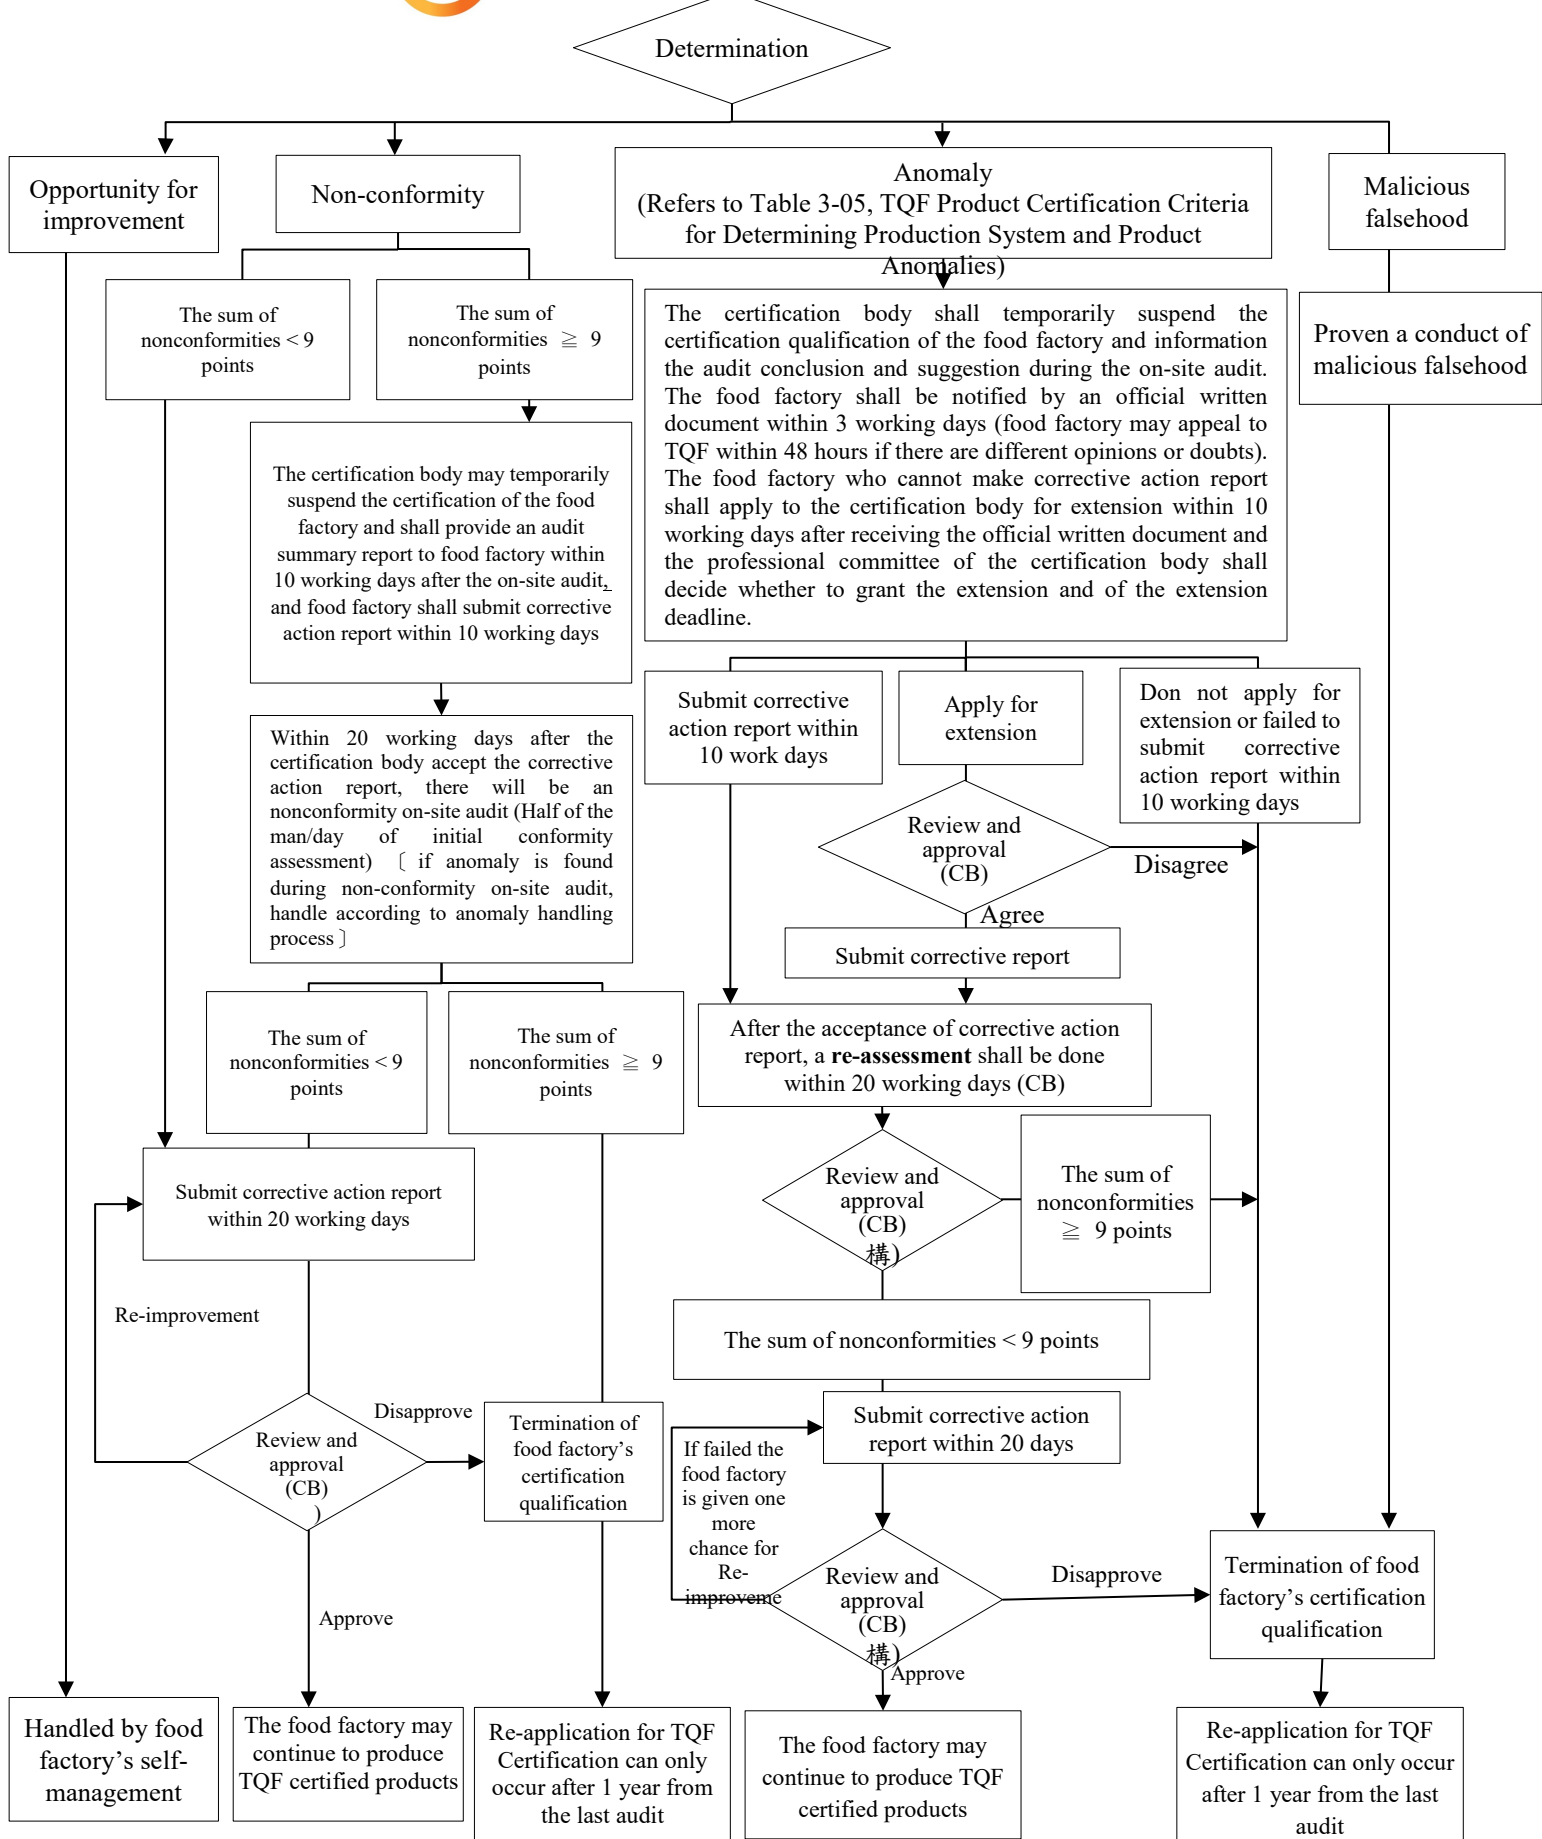 Determination
Opportunity for
improvement
Non-conformity
Anomaly
(Refers to Table 3-05, TQF Product Certification Criteria
for Determining Production System and Product
Anomalies)
Malicious
falsehood
The sum of
nonconformities < 9
points
The sum of
nonconformities ≧ 9
points
The certification body shall temporarily suspend the
certification qualification of the food factory and information
the audit conclusion and suggestion during the on-site audit.
The food factory shall be notified by an official written
document within 3 working days (food factory may appeal to
TQF within 48 hours if there are different opinions or doubts).
The food factory who cannot make corrective action report
shall apply to the certification body for extension within 10
working days after receiving the official written document and
the professional committee of the certification body shall
decide whether to grant the extension and of the extension
deadline.
Proven a conduct of
malicious falsehood
The certification body may temporarily
suspend the certification of the food
factory and shall provide an audit
summary report to food factory within
10 working days after the on-site audit,
and food factory shall submit corrective
action report within 10 working days
Submit corrective
action report within
10 work days
Apply for
extension
Don not apply for
extension or failed to
submit corrective
action report within
10 working days
Within 20 working days after the
certification body accept the corrective
action report, there will be an
nonconformity on-site audit (Half of the
man/day of initial conformity
assessment) 〔 if anomaly is found
during non-conformity on-site audit,
handle according to anomaly handling
process〕
Review and
approval
(CB)
Disagree
Agree
Submit corrective report
The sum of
nonconformities < 9
points
The sum of
nonconformities ≧ 9
points
After the acceptance of corrective action
report, a re-assessment shall be done
within 20 working days (CB)
Review and
approval
(CB)
構)
The sum of
nonconformities
≧ 9 points
Submit corrective action report
within 20 working days
Re-improvement
The sum of nonconformities < 9 points
Submit corrective action
report within 20 days
Review and
approval
(CB)
)
Disapprove
Termination of
food factory’s
certification
qualification
If failed the
food factory
is given one
more
chance for
Re-
improveme
Review and
approval
(CB)
構)
Disapprove
Termination of food
factory’s certification
qualification
Approve
Approve
Handled by food
factory’s self-
management
The food factory may
continue to produce
TQF certified products
Re-application for TQF
Certification can only
occur after 1 year from
the last audit
The food factory may
continue to produce TQF
certified products
Re-application for TQF
Certification can only occur
after 1 year from the last
audit